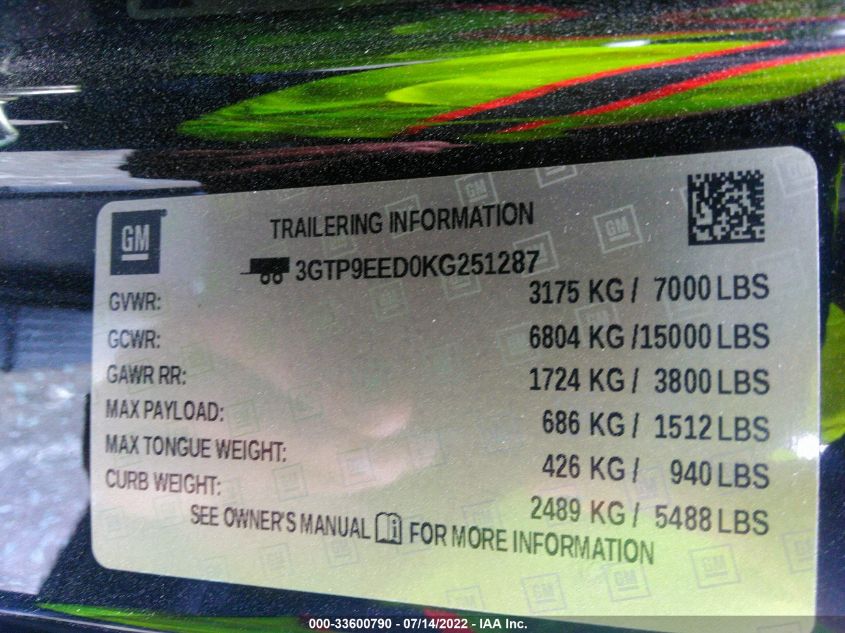 GM
TRAILERING INFORMATION
3GTP9EED0KG251287
GVWR: 3175 KG / 7000 LBS
GCWR: 6804 KG /15000 LBS
GAWR RR: 1724 KG / 3800 LBS
MAX PAYLOAD: 686 KG / 1512 LBS
MAX TONGUE WEIGHT: 426 KG / 940 LBS
CURB WEIGHT: 2489 KG / 5488 LBS
SEE OWNER'S MANUAL FOR MORE INFORMATION
000-33600790 - 07/14/2022 - IAA Inc.